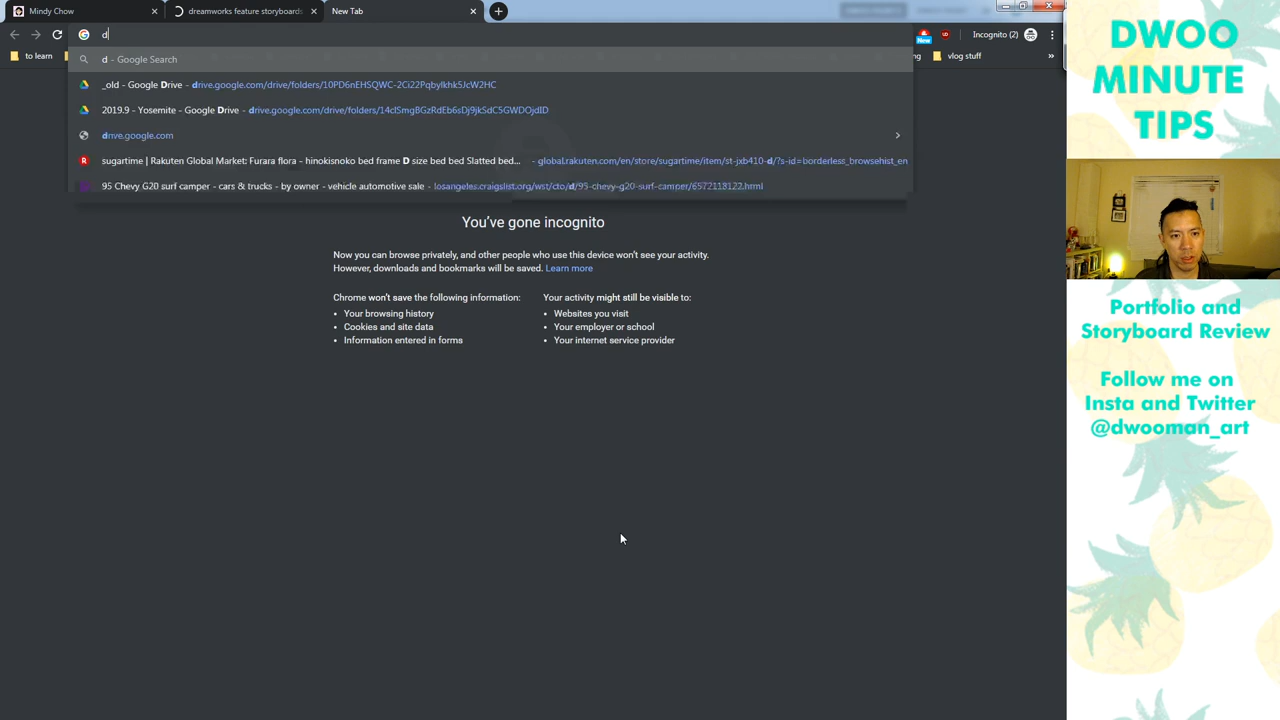 Mindy Chow
dreamworks feature storyboards
New Tab
d
Incognito (2)
to learn
ng
vlog stuff
»
d - Google Search
_old - Google Drive - drive.google.com/drive/folders/10PD6nEHSQWC-2Ci22Pqbylkhk5JcW2HC
2019.9 - Yosemite - Google Drive - drive.google.com/drive/folders/14clSmgBGzRdEb6sDj9jkSdC5GWDOjdID
drive.google.com
sugartime | Rakuten Global Market: Furara flora - hinokisnoko bed frame D size bed bed Slatted bed... - global.rakuten.com/en/store/sugartime/item/st-jxb410-d/?s-id=borderless_browsehist_en
95 Chevy G20 surf camper - cars & trucks - by owner - vehicle automotive sale - losangeles.craigslist.org/wst/cto/d/95-chevy-g20-surf-camper/6572118122.html
You've gone incognito
Now you can browse privately, and other people who use this device won't see your activity.
However, downloads and bookmarks will be saved. Learn more
Chrome won't save the following information:
• Your browsing history
• Cookies and site data
• Information entered in forms
Your activity might still be visible to:
• Websites you visit
• Your employer or school
• Your internet service provider
DWOO
MINUTE
TIPS
New
Portfolio and
Storyboard Review
Follow me on
Insta and Twitter
@dwooman_art